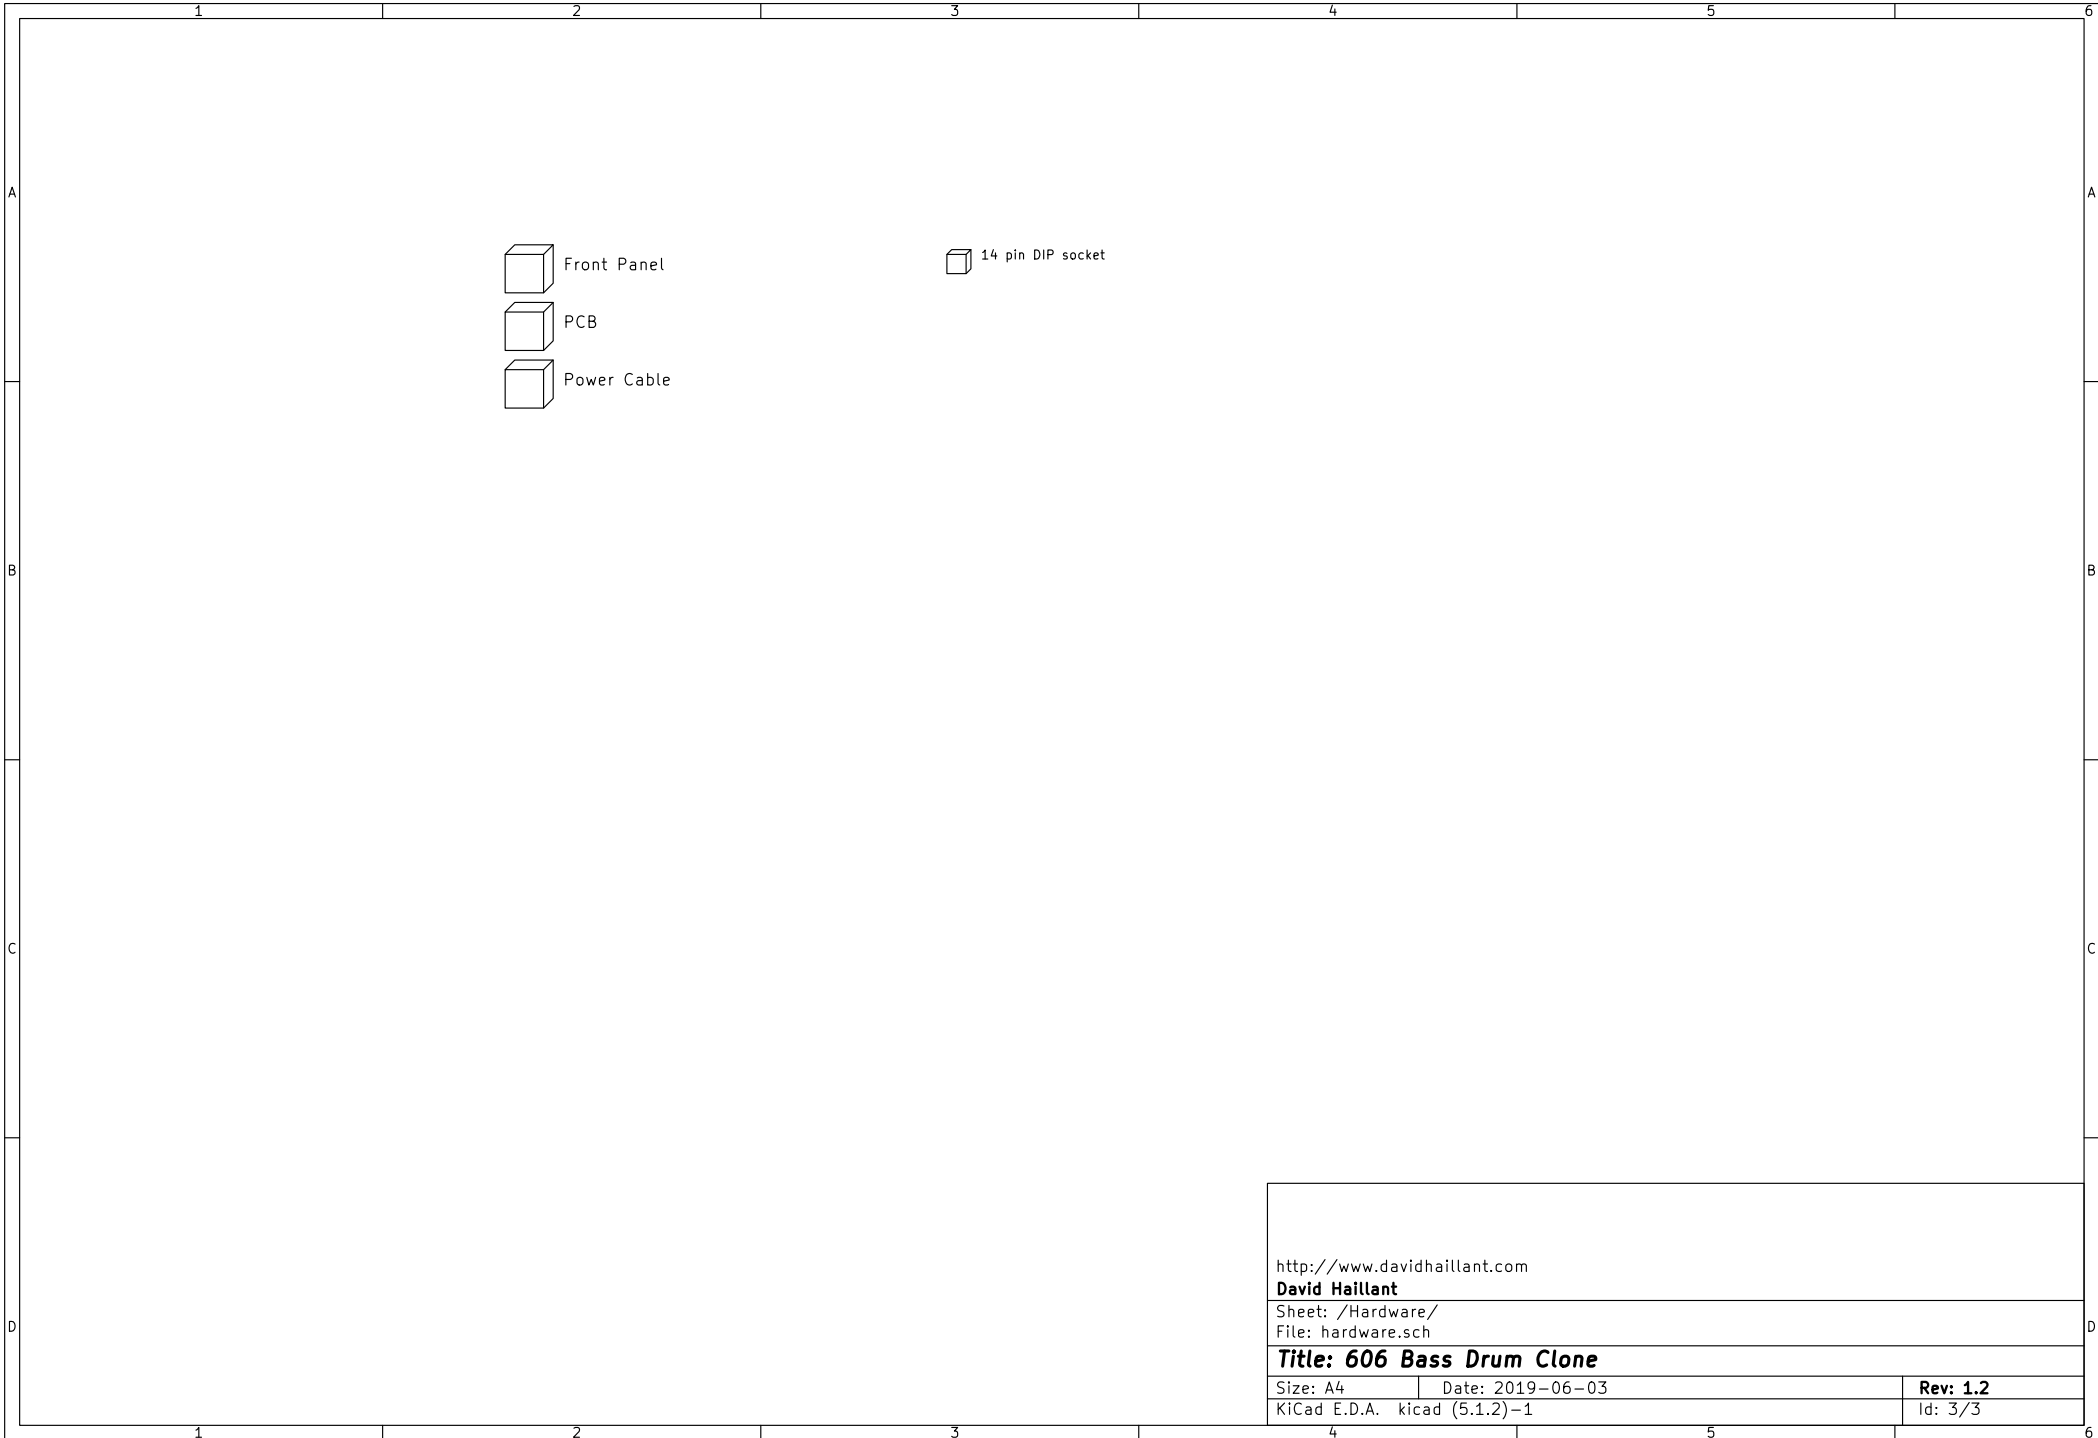 1 2 3 4 5 6
A A
Front Panel
14 pin DIP socket
PCB
Power Cable
B B
C C
http://www.davidhaillant.com
David Haillant
Sheet: /Hardware/
File: hardware.sch
D D
Title: 606 Bass Drum Clone
Size: A4 Date: 2019-06-03 Rev: 1.2
KiCad E.D.A. kicad (5.1.2)-1 Id: 3/3
1 2 3 4 5 6